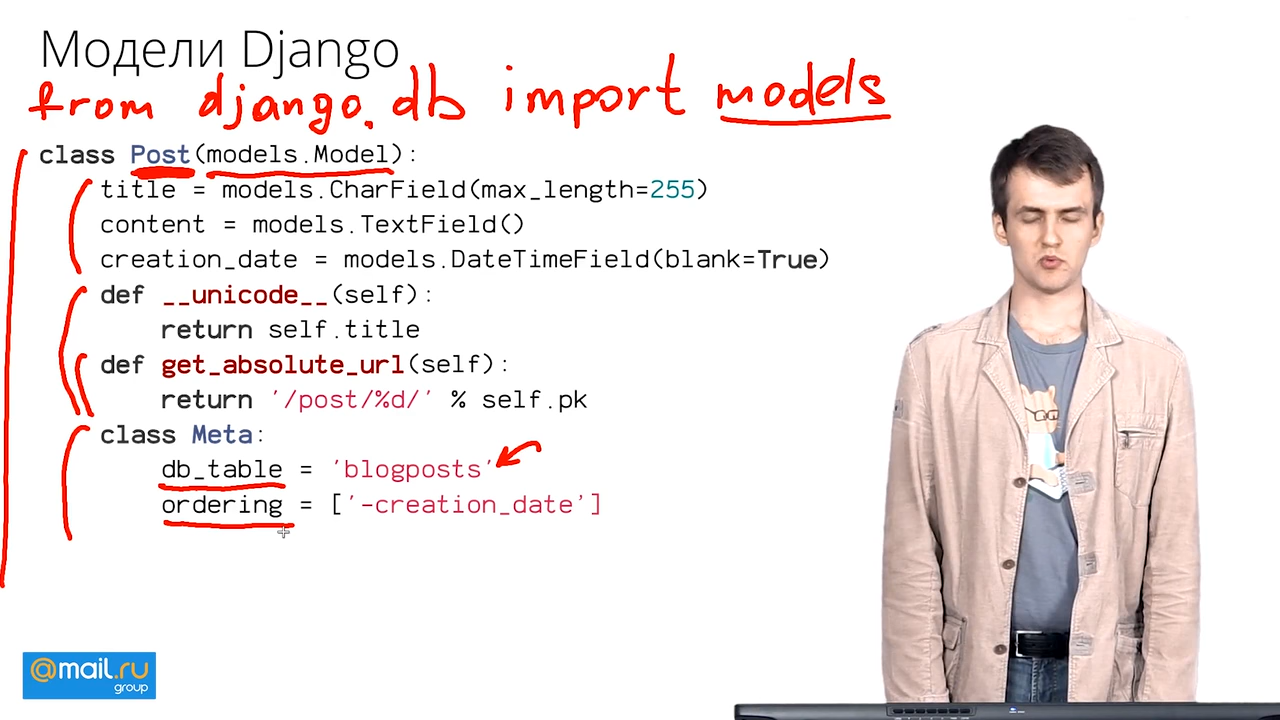 Модели Django
from django.db import models
class Post(models.Model):
title = models.CharField(max_length=255)
content = models.TextField()
creation_date = models.DateTimeField(blank=True)
def __unicode__(self):
return self.title
def get_absolute_url(self):
return '/post/%d/' % self.pk
class Meta:
db_table = 'blogposts'
ordering = ['-creation_date']
@mail.ru
group